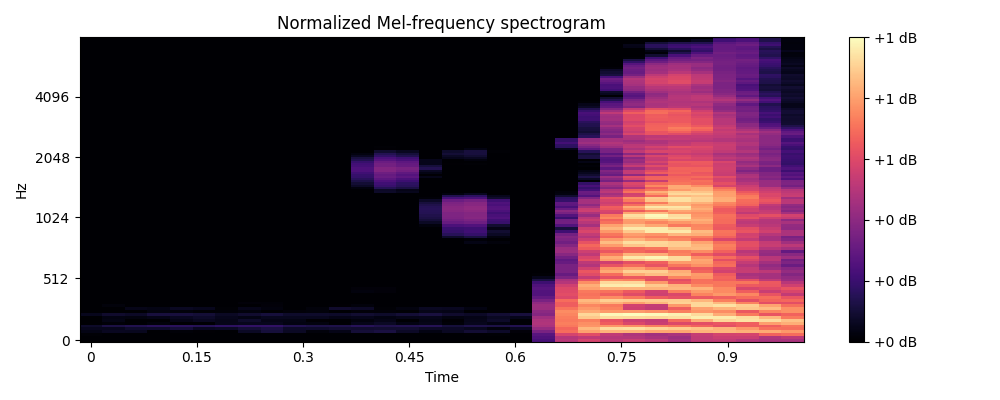 Normalized Mel-frequency spectrogram
Hz
4096
2048
1024
512
0
0 0.15 0.3 0.45 0.6 0.75 0.9
Time
+1 dB
+1 dB
+1 dB
+0 dB
+0 dB
+0 dB